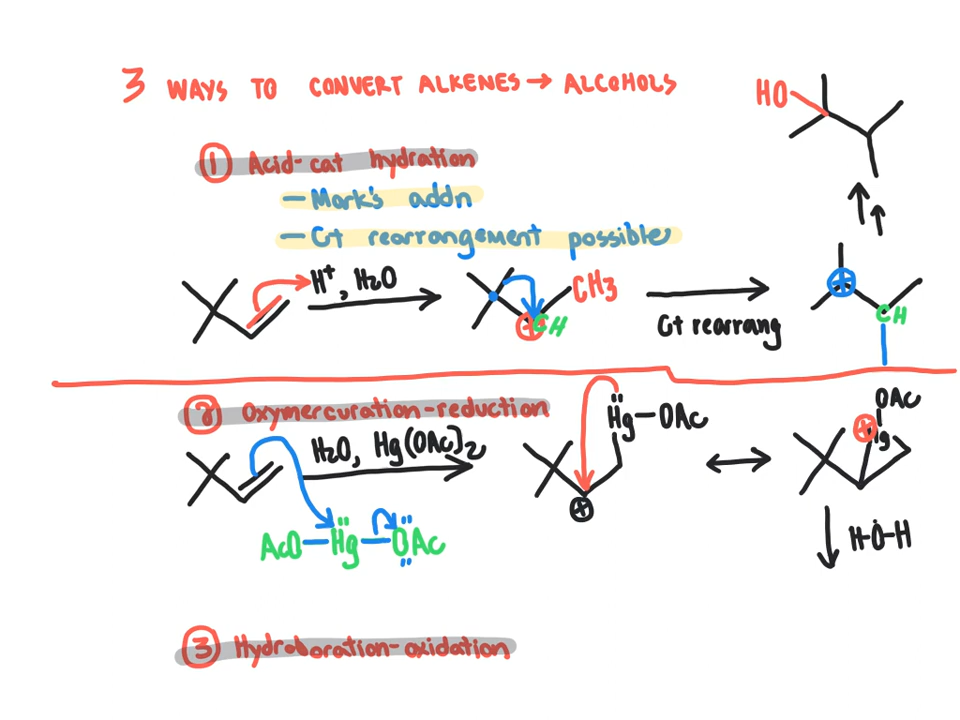 3 WAYS TO CONVERT ALKENES → ALCOHOLS
HO
① Acid-cat hydration
- Mark's addn
- C+ rearrangement possible
H+, H2O
CH3
CH
C+ rearrang
CH
② Oxymercuration-reduction
H2O, Hg(OAc)2
Hg-OAc
OAc
Hg
AcO-Hg-OAc
H-O-H
③ Hydroboration-oxidation